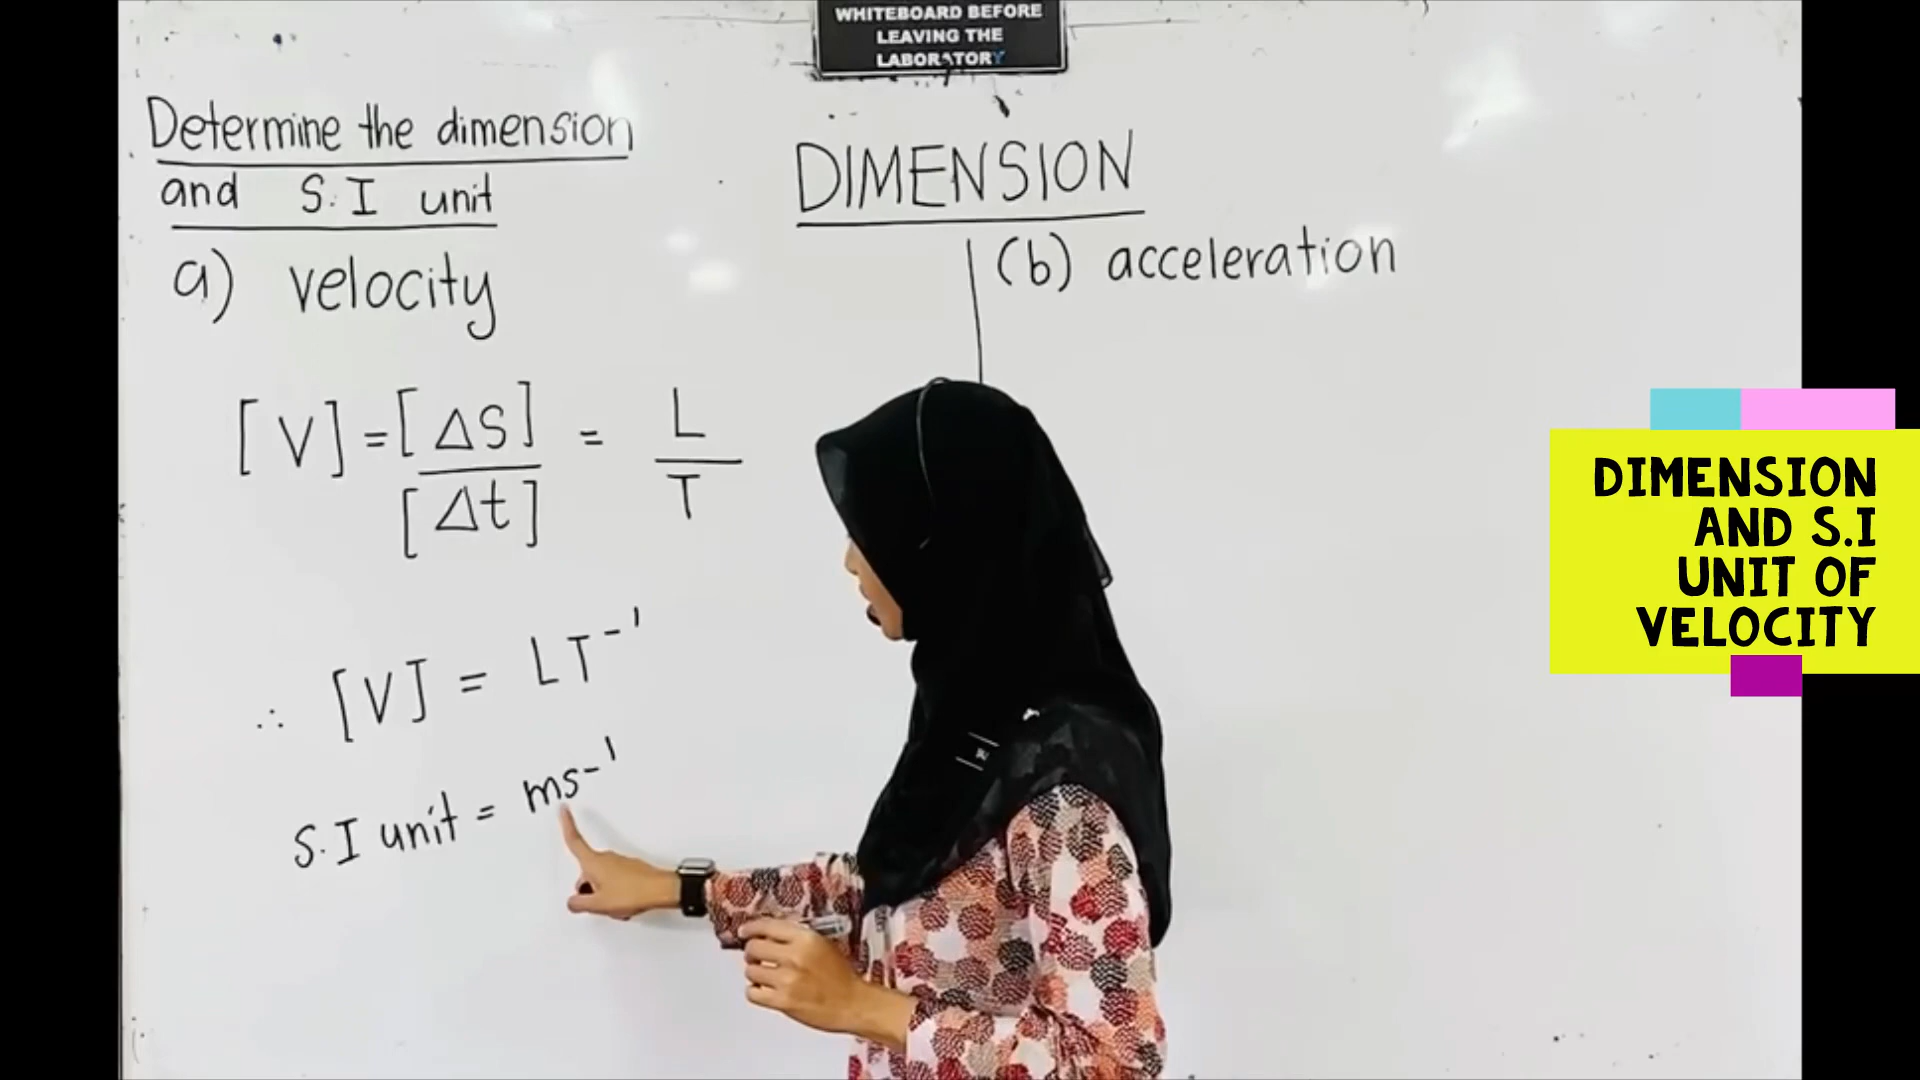 WHITEBOARD BEFORE
LEAVING THE
LABORATORY
Determine the dimension
and S.I unit
DIMENSION
a) velocity
(b) acceleration
[V] = [ΔS] / [Δt] = L / T
∴ [V] = LT⁻¹
S.I unit = ms⁻¹
DIMENSION
AND S.I
UNIT OF
VELOCITY